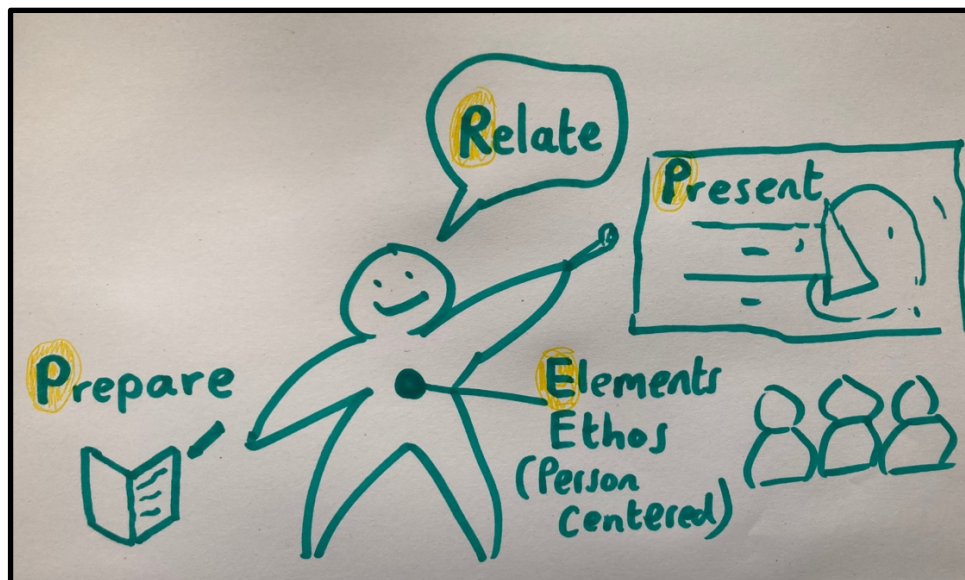 Relate
Present
Prepare
Elements
Ethos
(Person
Centered)